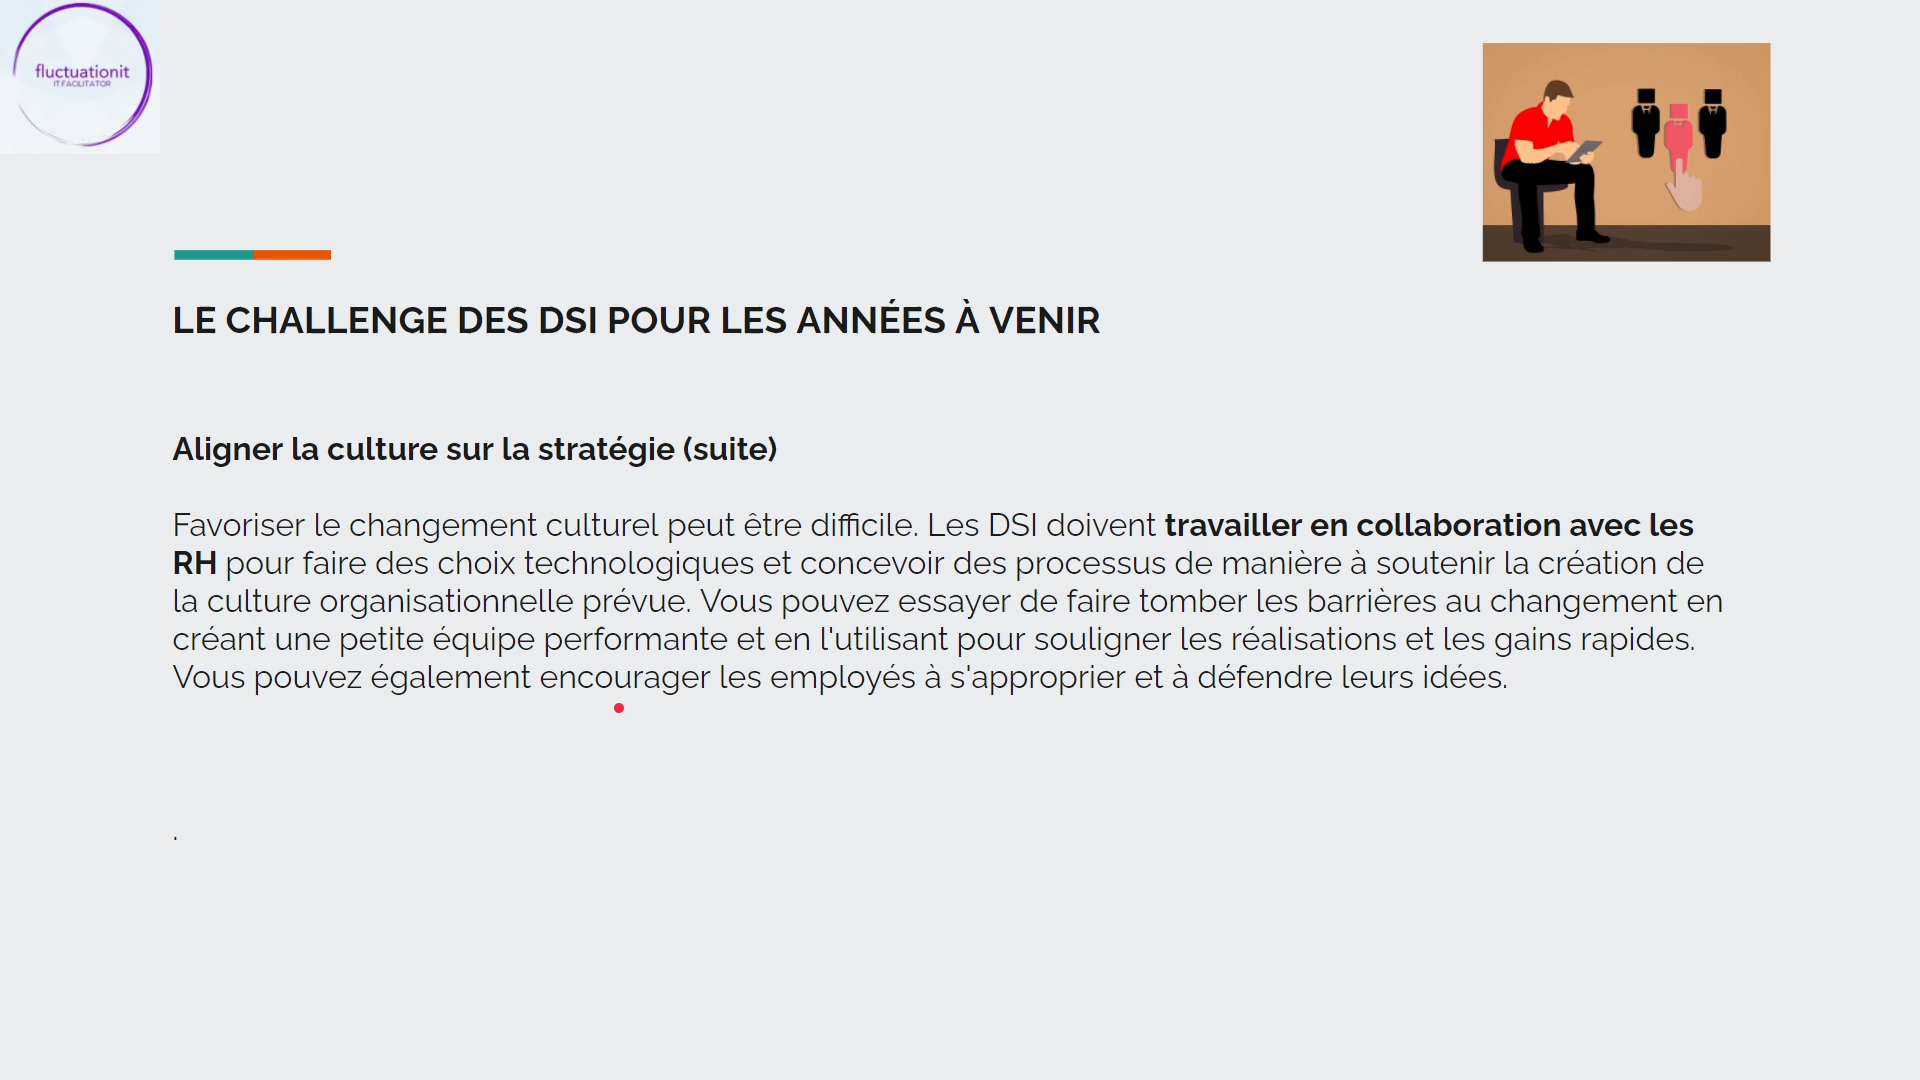 fluctuationit
IT FACILITATOR
LE CHALLENGE DES DSI POUR LES ANNÉES À VENIR
Aligner la culture sur la stratégie (suite)
Favoriser le changement culturel peut être difficile. Les DSI doivent travailler en collaboration avec les
RH pour faire des choix technologiques et concevoir des processus de manière à soutenir la création de
la culture organisationnelle prévue. Vous pouvez essayer de faire tomber les barrières au changement en
créant une petite équipe performante et en l'utilisant pour souligner les réalisations et les gains rapides.
Vous pouvez également encourager les employés à s'approprier et à défendre leurs idées.
.